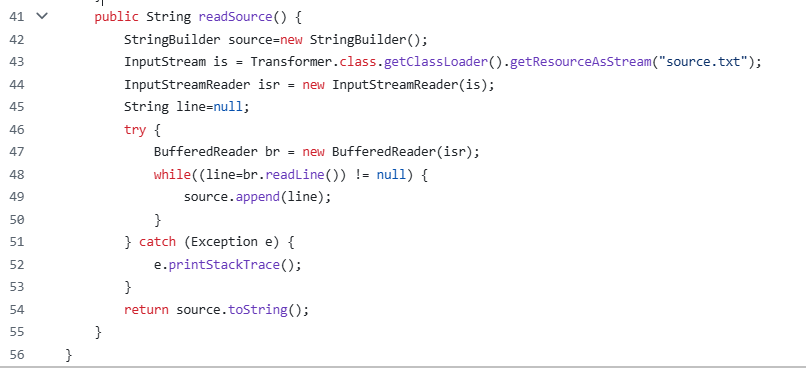 41 public String readSource() {
42 StringBuilder source=new StringBuilder();
43 InputStream is = Transformer.class.getClassLoader().getResourceAsStream("source.txt");
44 InputStreamReader isr = new InputStreamReader(is);
45 String line=null;
46 try {
47 BufferedReader br = new BufferedReader(isr);
48 while((line=br.readLine()) != null) {
49 source.append(line);
50 }
51 } catch (Exception e) {
52 e.printStackTrace();
53 }
54 return source.toString();
55 }
56 }